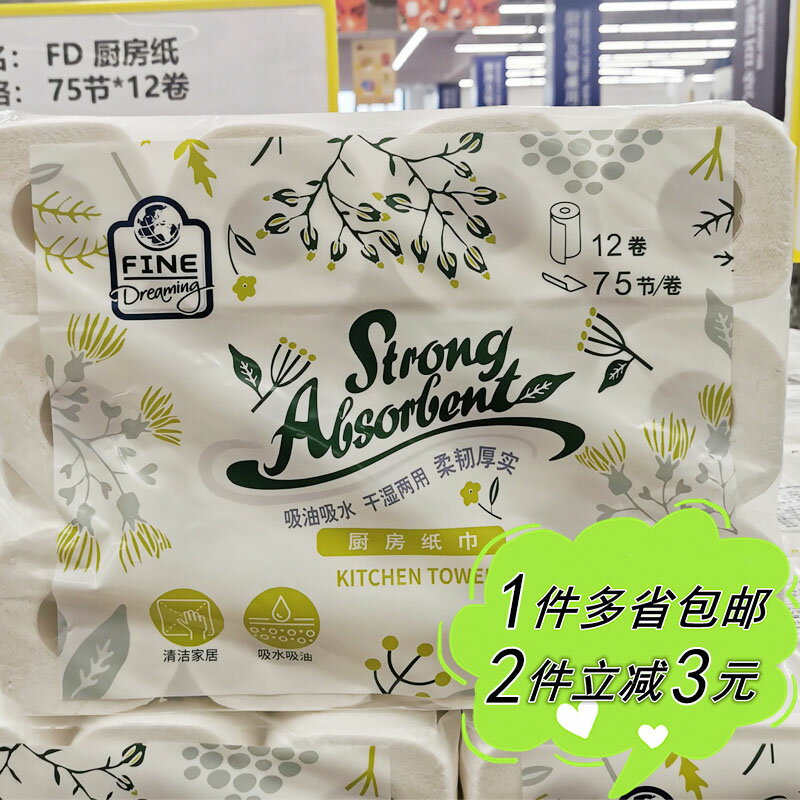 FD 厨房纸
75节*12卷
FINE
Dreaming
12卷
75节/卷
Strong
Absorbent
吸油吸水 干湿两用 柔韧厚实
厨房纸巾
KITCHEN TOWE
清洁家居
吸水吸油
1件多省包邮
2件立减3元